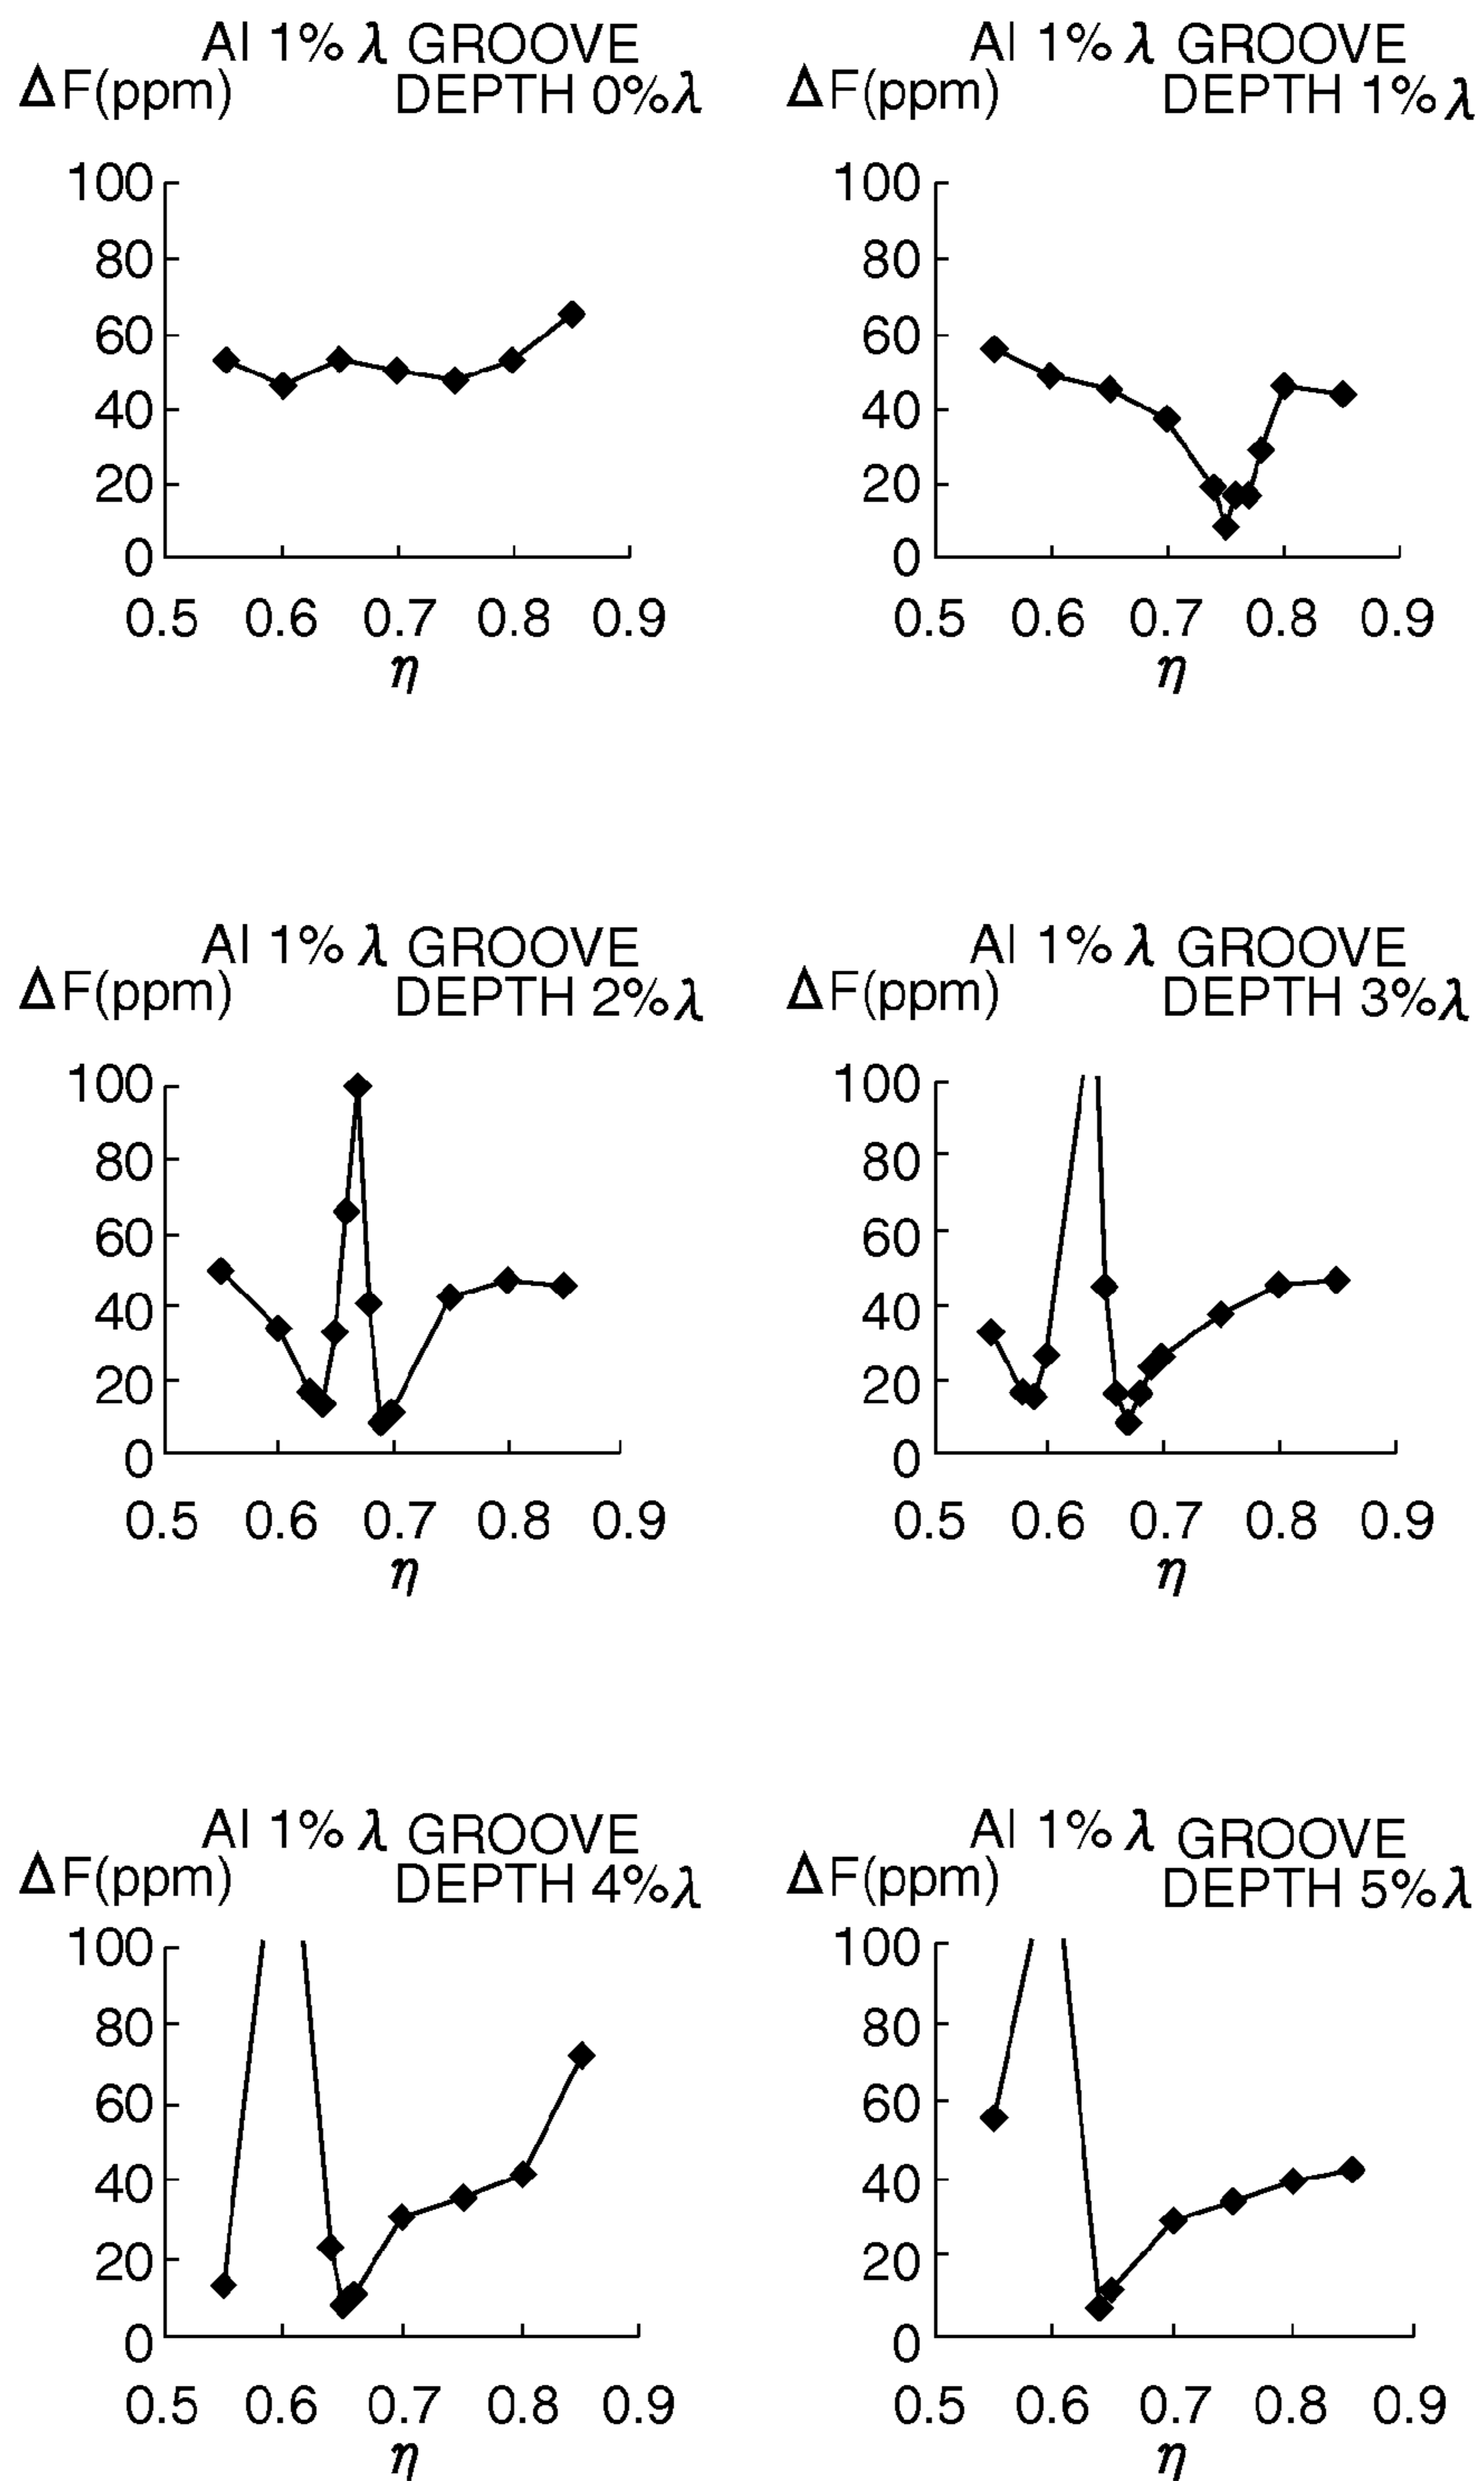 Al 1% λ GROOVE
ΔF(ppm) DEPTH 0%λ
100
80
60
40
20
0
0.5 0.6 0.7 0.8 0.9
η
Al 1% λ GROOVE
ΔF(ppm) DEPTH 1%λ
100
80
60
40
20
0
0.5 0.6 0.7 0.8 0.9
η
Al 1% λ GROOVE
ΔF(ppm) DEPTH 2%λ
100
80
60
40
20
0
0.5 0.6 0.7 0.8 0.9
η
Al 1% λ GROOVE
ΔF(ppm) DEPTH 3%λ
100
80
60
40
20
0
0.5 0.6 0.7 0.8 0.9
η
Al 1% λ GROOVE
ΔF(ppm) DEPTH 4%λ
100
80
60
40
20
0
0.5 0.6 0.7 0.8 0.9
η
Al 1% λ GROOVE
ΔF(ppm) DEPTH 5%λ
100
80
60
40
20
0
0.5 0.6 0.7 0.8 0.9
η